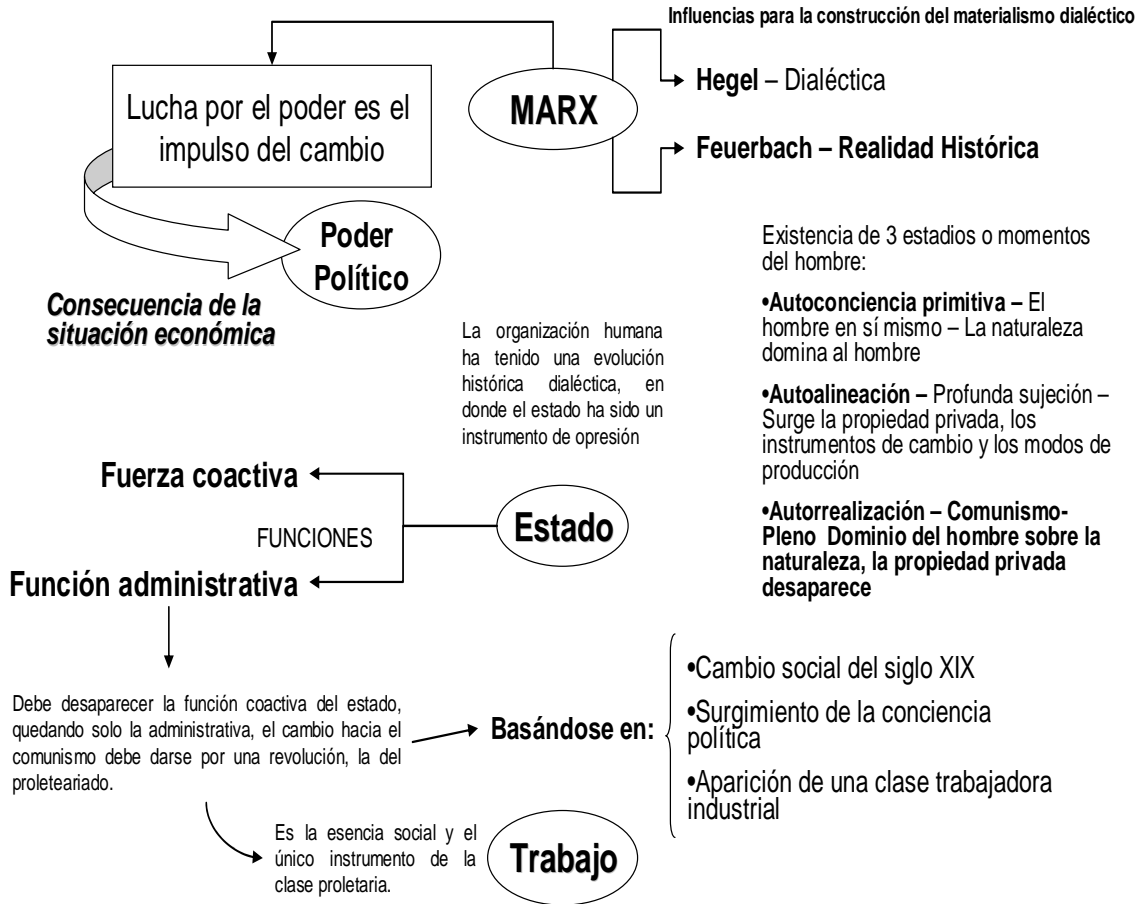 Influencias para la construcción del materialismo dialéctico
Lucha por el poder es el
impulso del cambio
MARX
Hegel – Dialéctica
Feuerbach – Realidad Histórica
Poder
Político
Consecuencia de la
situación económica
Existencia de 3 estadios o momentos
del hombre:
•Autoconciencia primitiva – El
hombre en sí mismo – La naturaleza
domina al hombre
•Autoalineación – Profunda sujeción –
Surge la propiedad privada, los
instrumentos de cambio y los modos de
producción
•Autorrealización – Comunismo-
Pleno Dominio del hombre sobre la
naturaleza, la propiedad privada
desaparece
La organización humana
ha tenido una evolución
histórica dialéctica, en
donde el estado ha sido un
instrumento de opresión
Fuerza coactiva
FUNCIONES
Estado
Función administrativa
Debe desaparecer la función coactiva del estado,
quedando solo la administrativa, el cambio hacia el
comunismo debe darse por una revolución, la del
proleteariado.
Basándose en:
•Cambio social del siglo XIX
•Surgimiento de la conciencia
política
•Aparición de una clase trabajadora
industrial
Es la esencia social y el
único instrumento de la
clase proletaria.
Trabajo